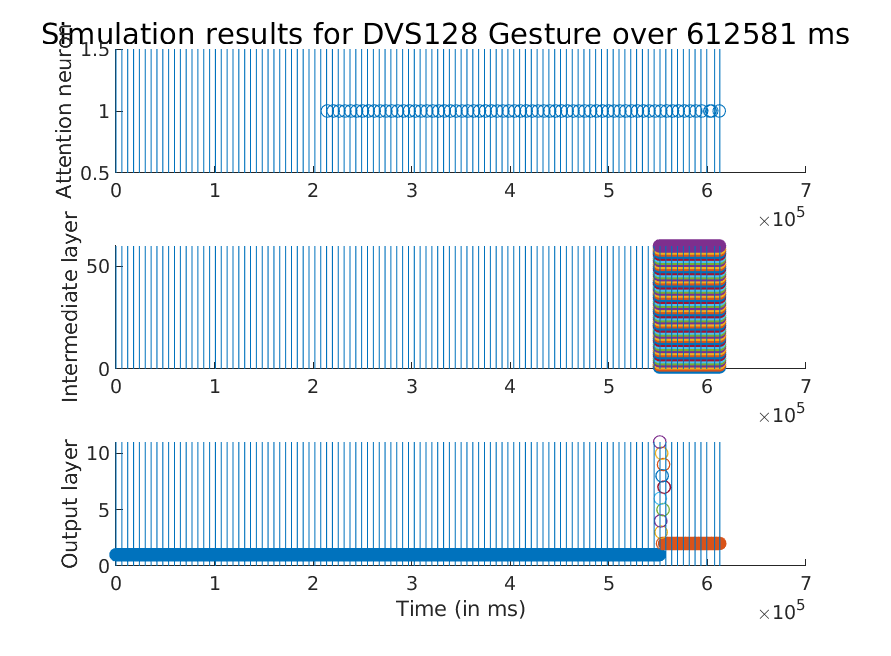 Simulation results for DVS128 Gesture over 612581 ms
Attention neuron
1.5
1
0.5
0 1 2 3 4 5 6 7
×10^5
Intermediate layer
50
0
0 1 2 3 4 5 6 7
×10^5
Output layer
10
5
0
0 1 2 3 4 5 6 7
Time (in ms)
×10^5